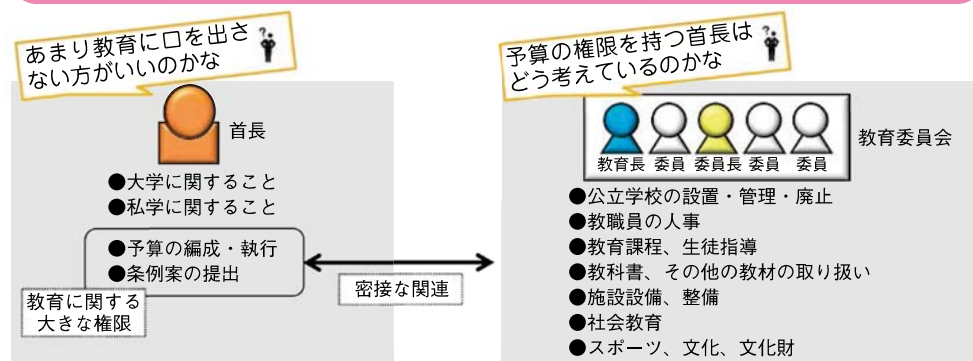 あまり教育に口を出さ
ない方がいいのかな
首長
●大学に関すること
●私学に関すること
●予算の編成・執行
●条例案の提出
教育に関する
大きな権限
密接な関連
予算の権限を持つ首長は
どう考えているのかな
教育長 委員 委員長 委員 委員
教育委員会
●公立学校の設置・管理・廃止
●教職員の人事
●教育課程、生徒指導
●教科書、その他の教材の取り扱い
●施設設備、整備
●社会教育
●スポーツ、文化、文化財